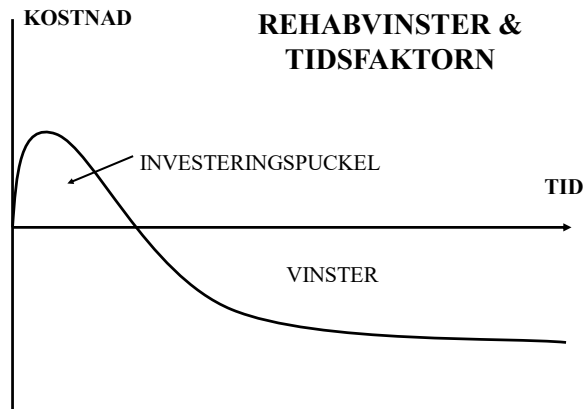 KOSTNAD
REHABVINSTER &
TIDSFAKTORN
INVESTERINGSPUCKEL
TID
VINSTER